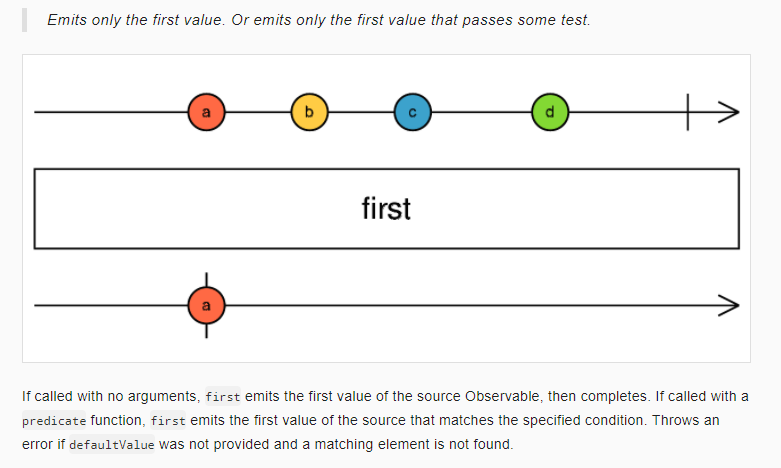 Emits only the first value. Or emits only the first value that passes some test.
a b c d
first
a
If called with no arguments, first emits the first value of the source Observable, then completes. If called with a
predicate function, first emits the first value of the source that matches the specified condition. Throws an
error if defaultValue was not provided and a matching element is not found.